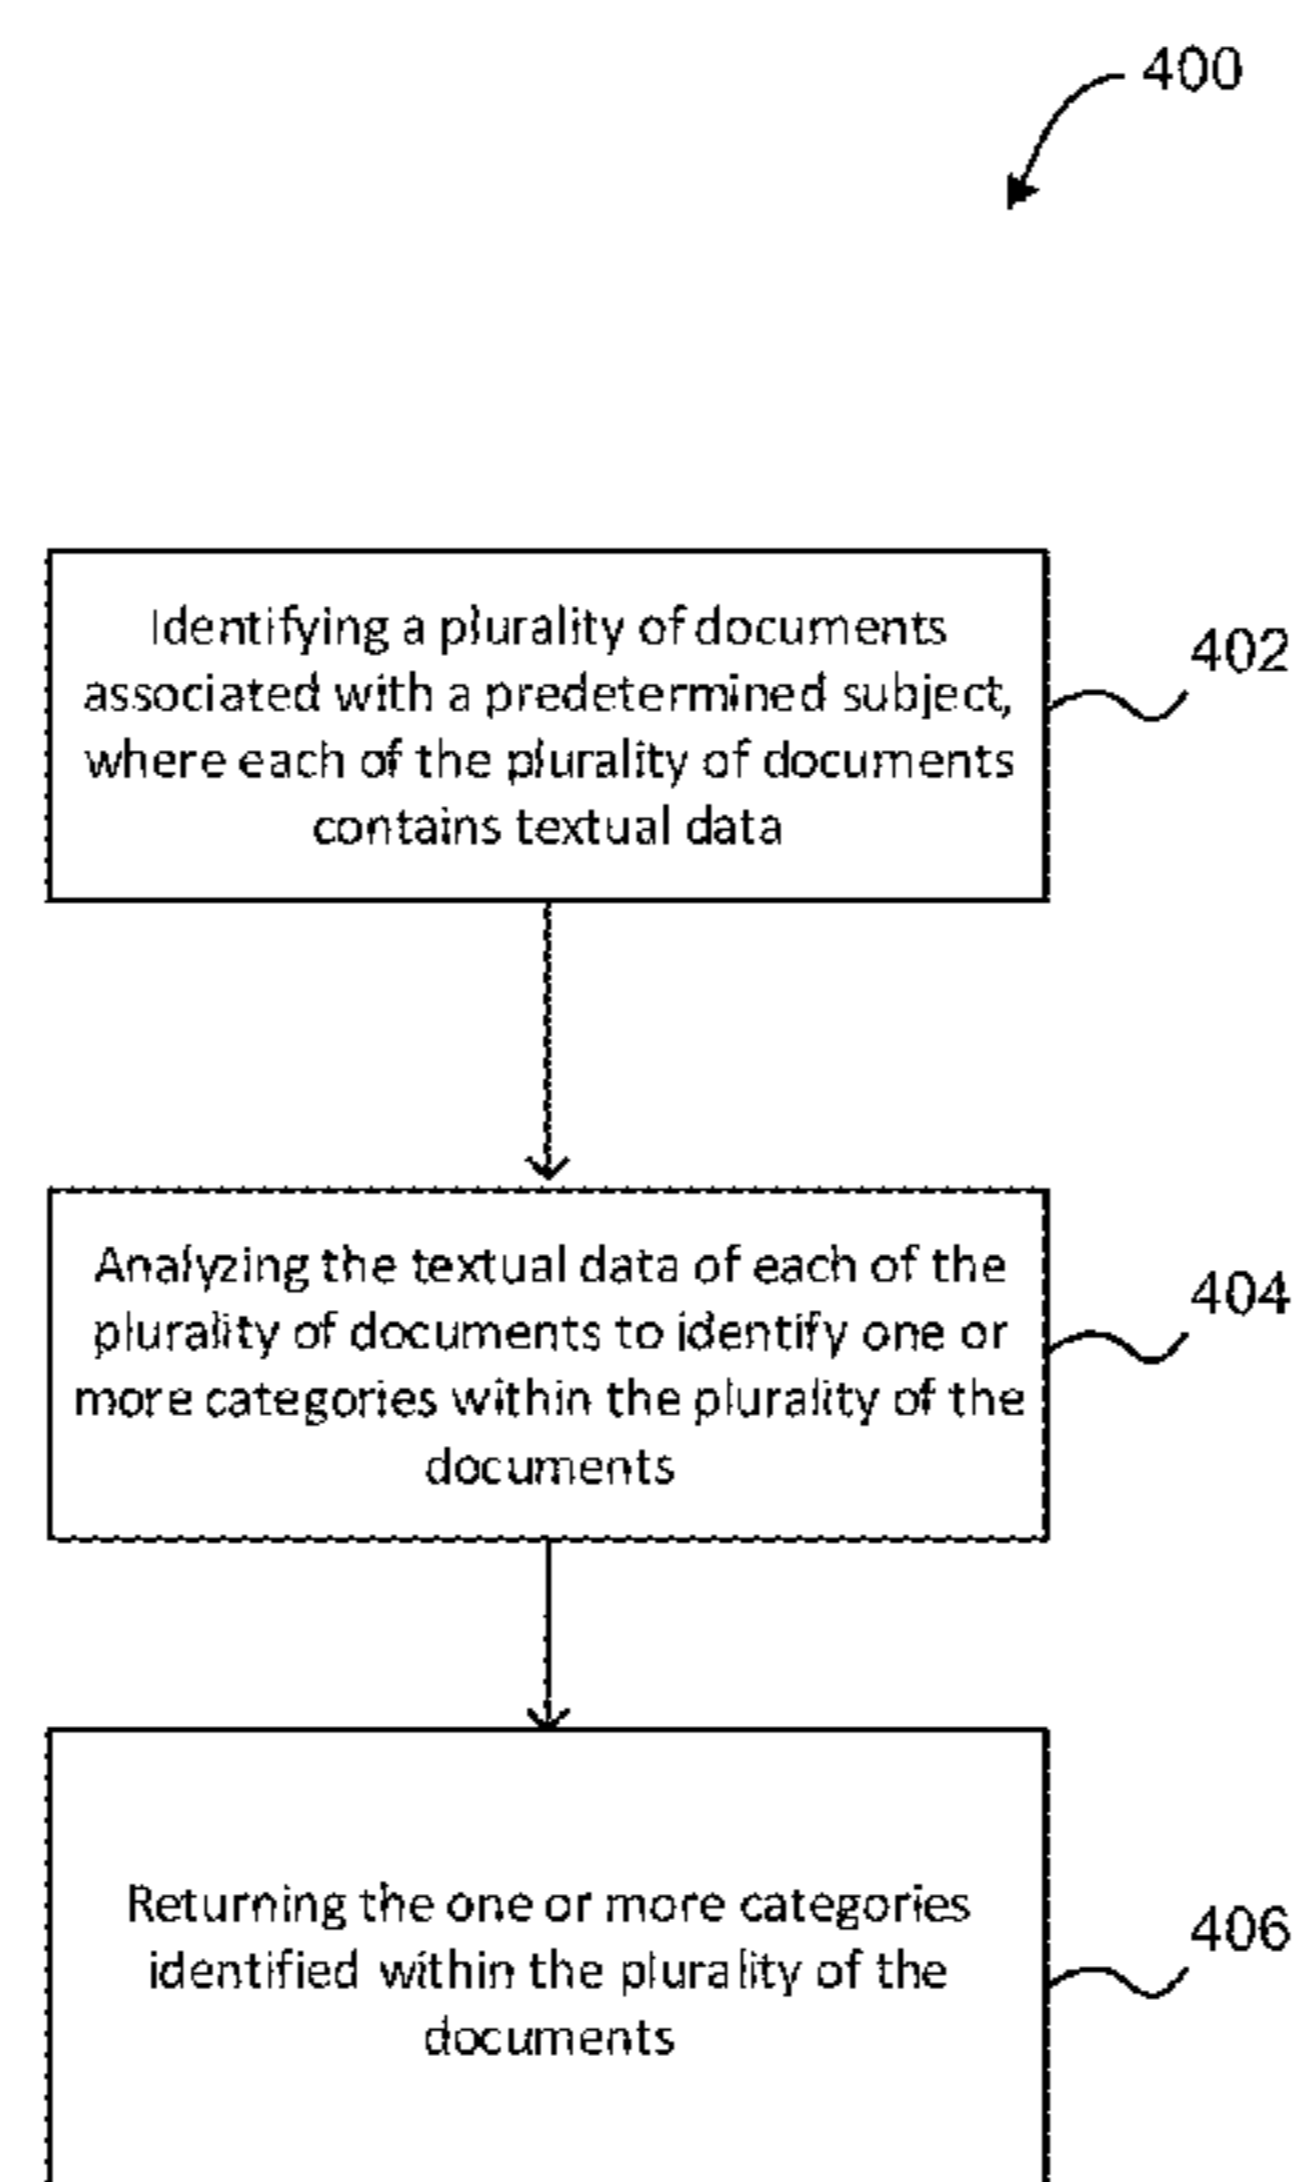 400
Identifying a plurality of documents
associated with a predetermined subject,
where each of the plurality of documents
contains textual data
402
Analyzing the textual data of each of the
plurality of documents to identify one or
more categories within the plurality of the
documents
404
Returning the one or more categories
identified within the plurality of the
documents
406